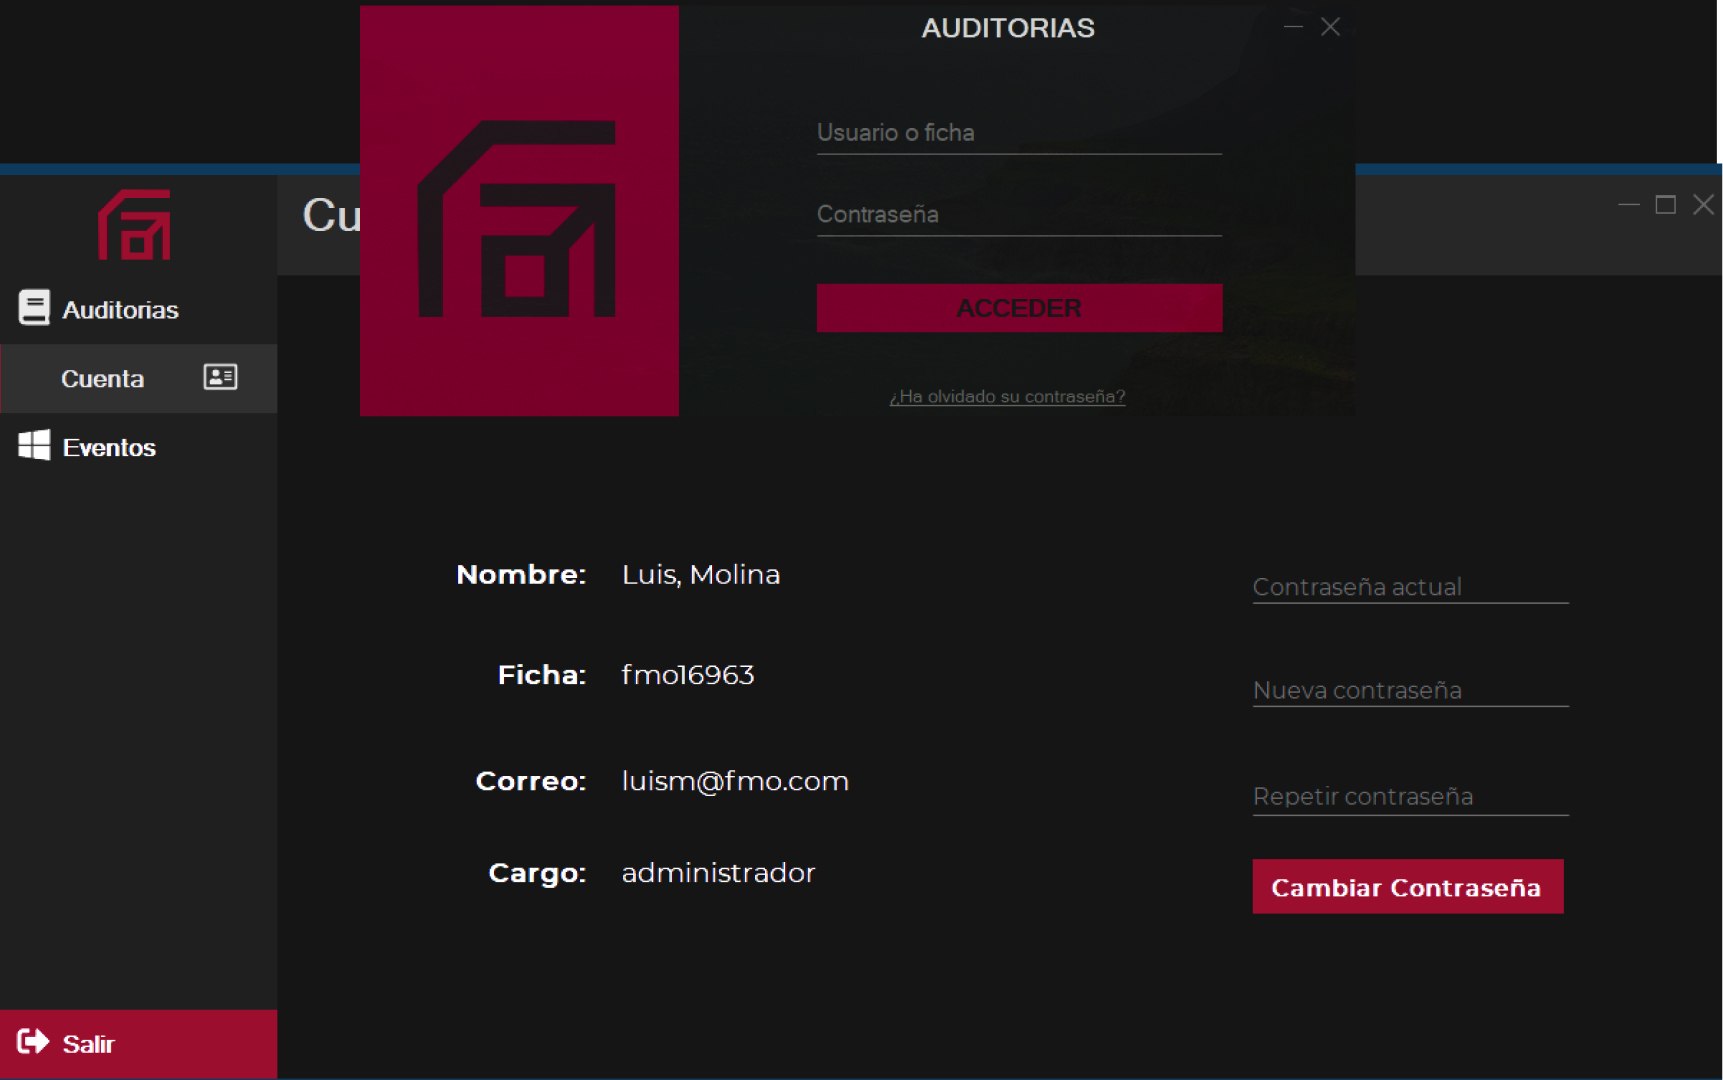 AUDITORIAS
Usuario o ficha
Contraseña
ACCEDER
¿Ha olvidado su contraseña?
Cu
Auditorias
Cuenta
Eventos
Salir
Nombre: Luis, Molina
Ficha: fmo16963
Correo: luism@fmo.com
Cargo: administrador
Contraseña actual
Nueva contraseña
Repetir contraseña
Cambiar Contraseña